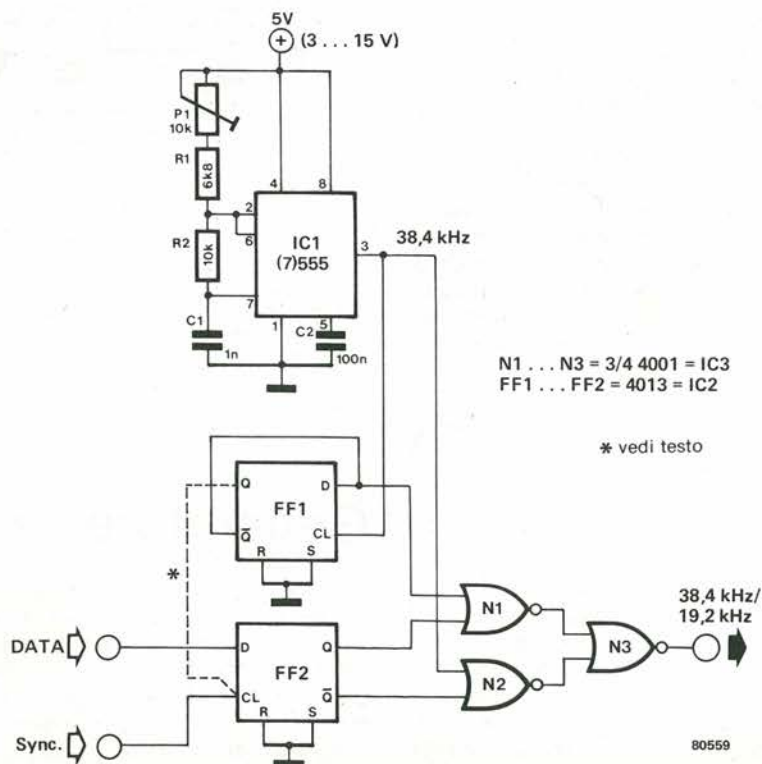 5V
(3 ... 15 V)
+
P1
10k
R1
6k8
R2
10k
C1
1n
4
8
2
6
7
IC1
(7)555
3
1
5
C2
100n
38,4 kHz
N1 ... N3 = 3/4 4001 = IC3
FF1 ... FF2 = 4013 = IC2
* vedi testo
Q
D
FF1
Q̅
CL
R
S
*
N1
38,4 kHz/
19,2 kHz
DATA
D
Q
FF2
N2
N3
CL
Q̅
R
S
Sync.
80559